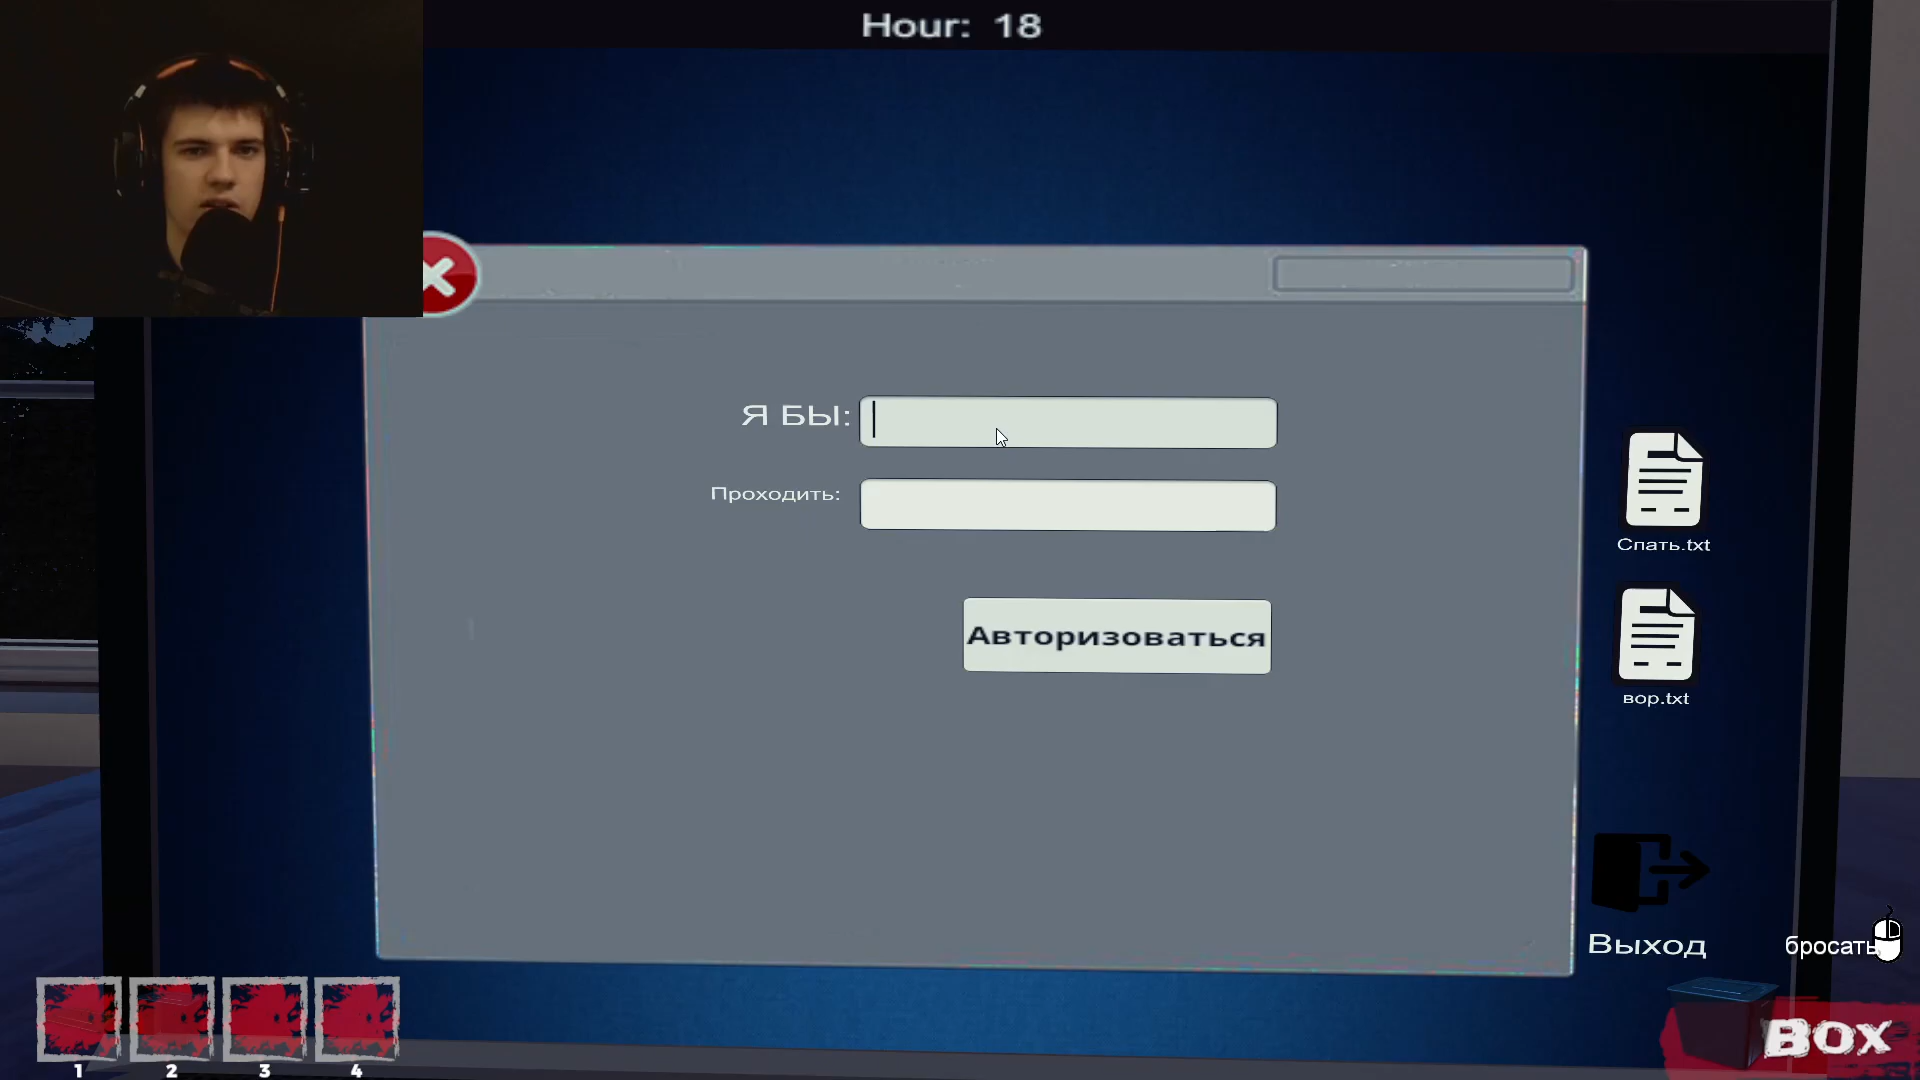 Hour: 18
Я БЫ:
Проходить:
Авторизоваться
Спать.txt
вор.txt
Выход
бросать
BOX
1 2 3 4